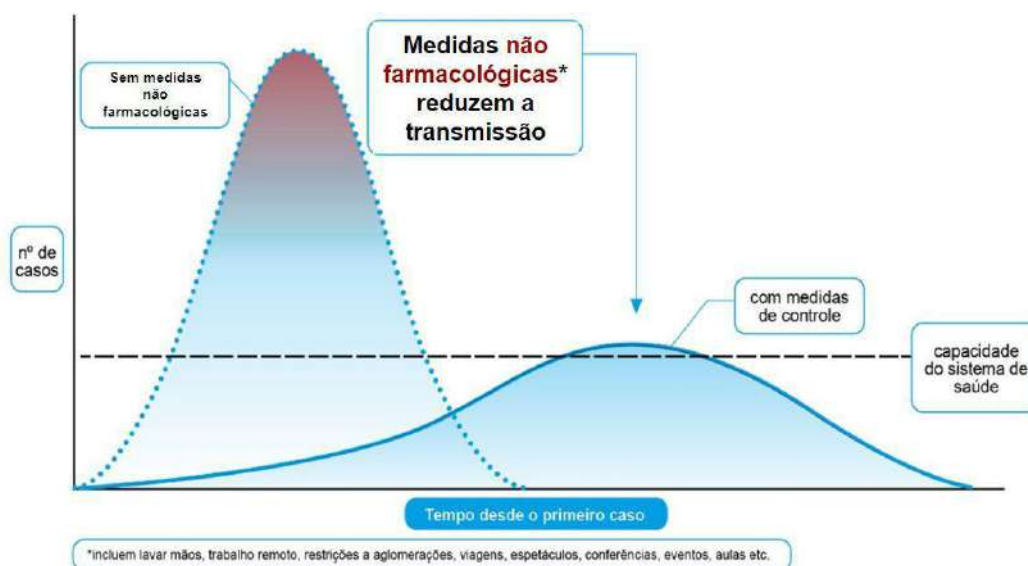 Medidas não
farmacológicas*
reduzem a
transmissão
Sem medidas
não
farmacológicas
nº de
casos
com medidas
de controle
capacidade
do sistema de
saúde
Tempo desde o primeiro caso
*incluem lavar mãos, trabalho remoto, restrições a aglomerações, viagens, espetáculos, conferências, eventos, aulas etc.